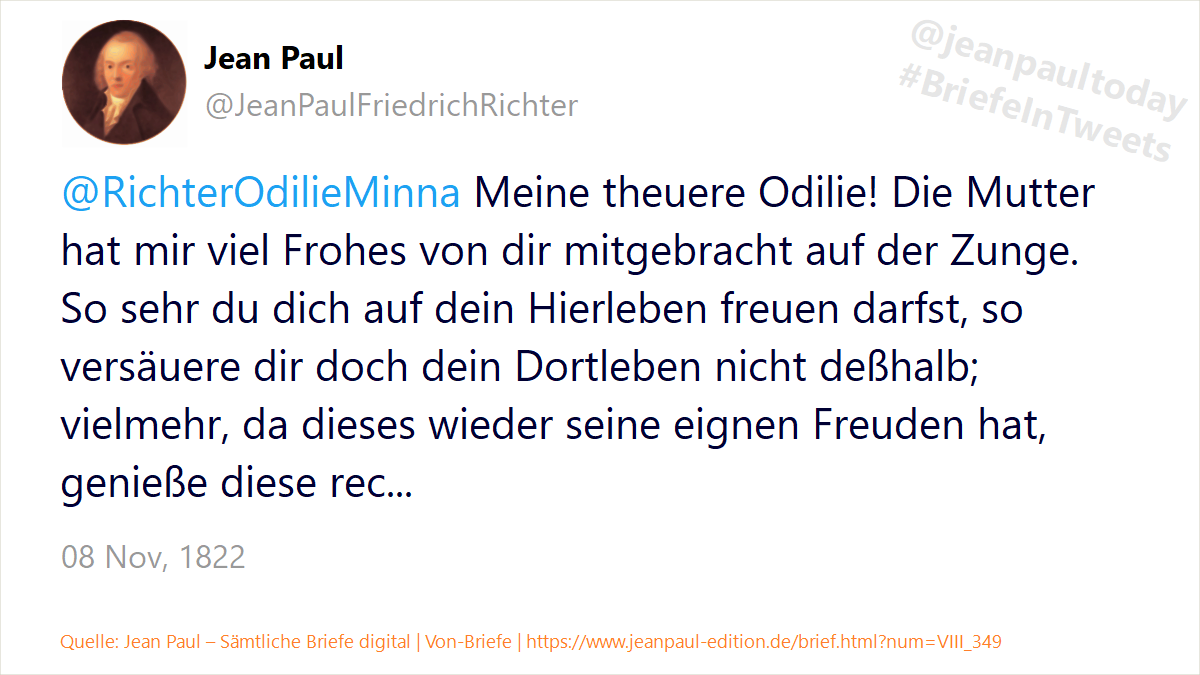 Jean Paul
@JeanPaulFriedrichRichter
@jeanpaultoday
#BriefeInTweets
@RichterOdilieMinna Meine theuere Odilie! Die Mutter
hat mir viel Frohes von dir mitgebracht auf der Zunge.
So sehr du dich auf dein Hierleben freuen darfst, so
versäuere dir doch dein Dortleben nicht deßhalb;
vielmehr, da dieses wieder seine eignen Freuden hat,
genieße diese rec...
08 Nov, 1822
Quelle: Jean Paul – Sämtliche Briefe digital | Von-Briefe | https://www.jeanpaul-edition.de/brief.html?num=VIII_349